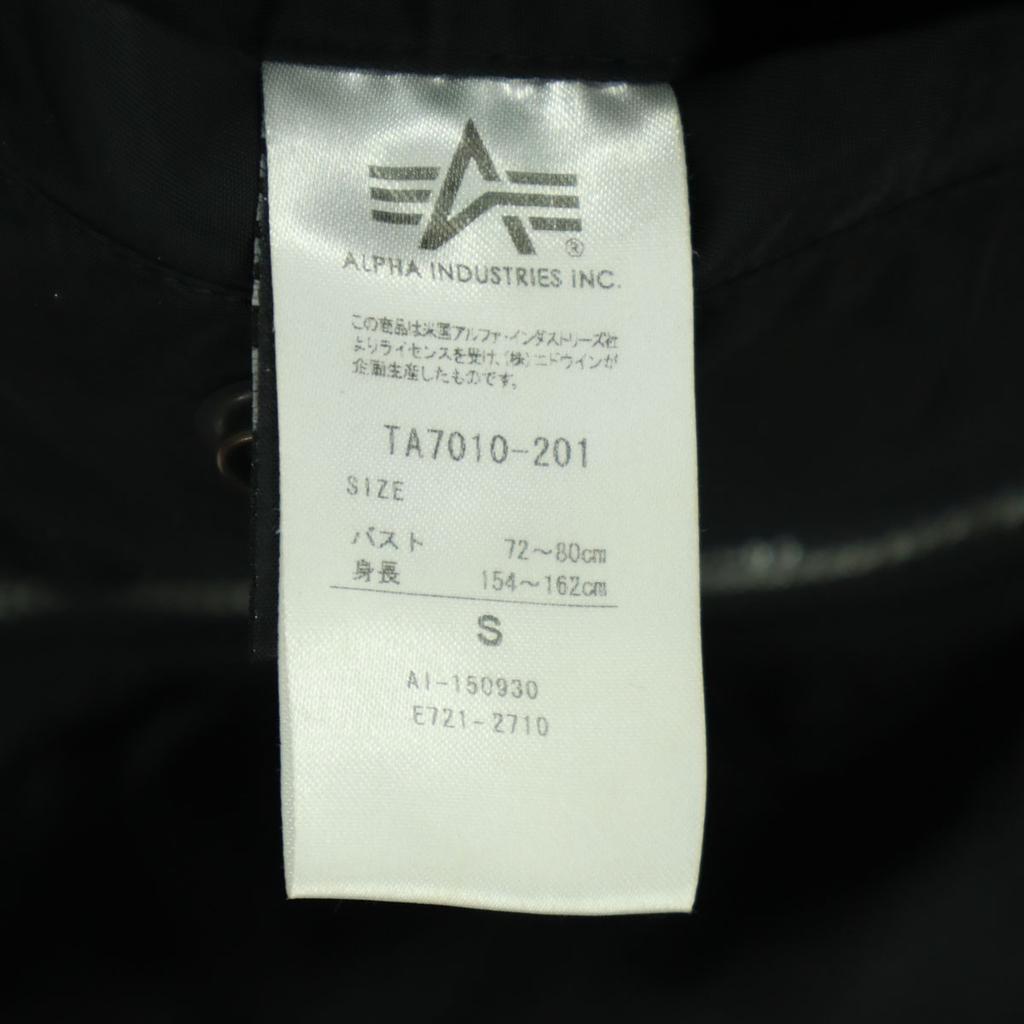 ALPHA INDUSTRIES INC.
この商品は米国アルファ・インダストリーズ社
よりライセンスを受け、(株)エドウインが
企画生産したものです。
TA7010-201
SIZE
バスト 72～80cm
身長 154～162cm
S
AI-150930
E721-2710